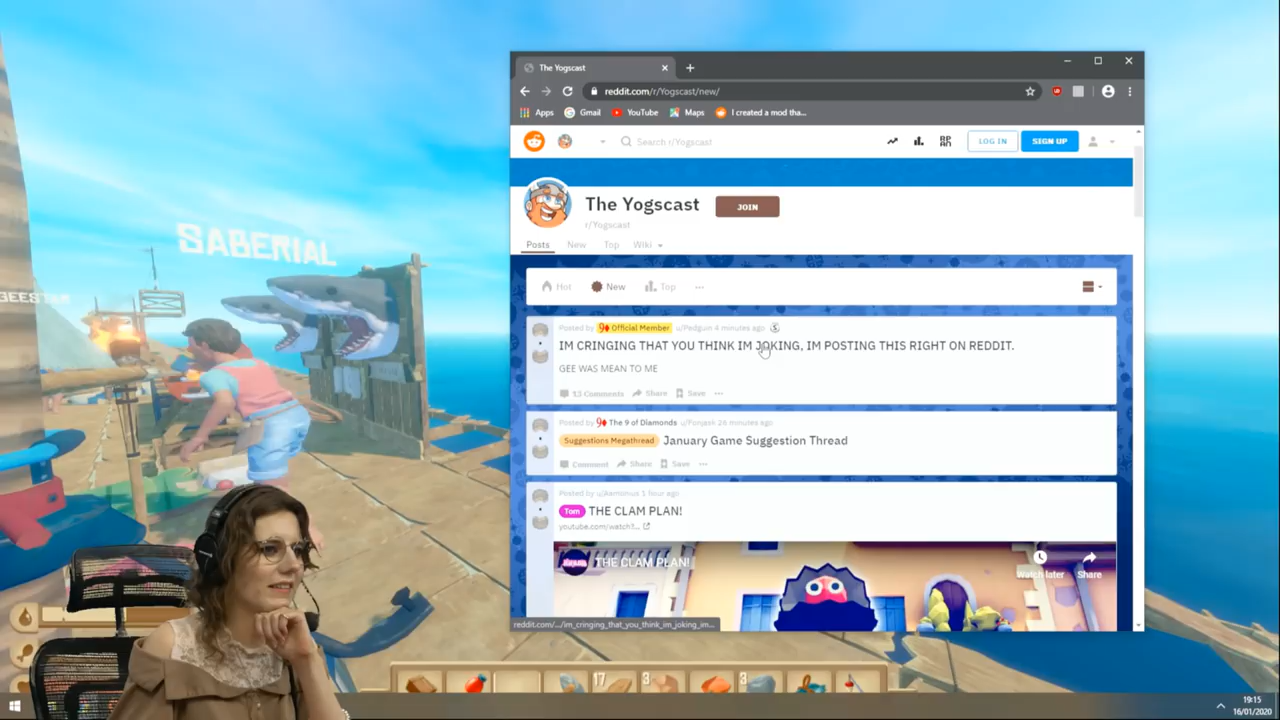 The Yogscast
reddit.com/r/Yogscast/new/
Apps Gmail YouTube Maps I created a mod tha...
Search r/Yogscast LOG IN SIGN UP
The Yogscast JOIN
r/Yogscast
Posts New Top Wiki
Hot New Top ...
Posted by Official Member u/Pedguin 4 minutes ago
IM CRINGING THAT YOU THINK IM JOKING, IM POSTING THIS RIGHT ON REDDIT.
GEE WAS MEAN TO ME
13 Comments Share Save ...
Posted by 9 The 9 of Diamonds u/Fonjask 26 minutes ago
Suggestions Megathread January Game Suggestion Thread
Comment Share Save ...
Posted by u/Aemonius 1 hour ago
Tom THE CLAM PLAN!
youtube.com/watch?...
THE CLAM PLAN! Watch later Share
reddit.com/.../im_cringing_that_you_think_im_joking_im...
SABERIAL
17 3 3
19:15
16/01/2020